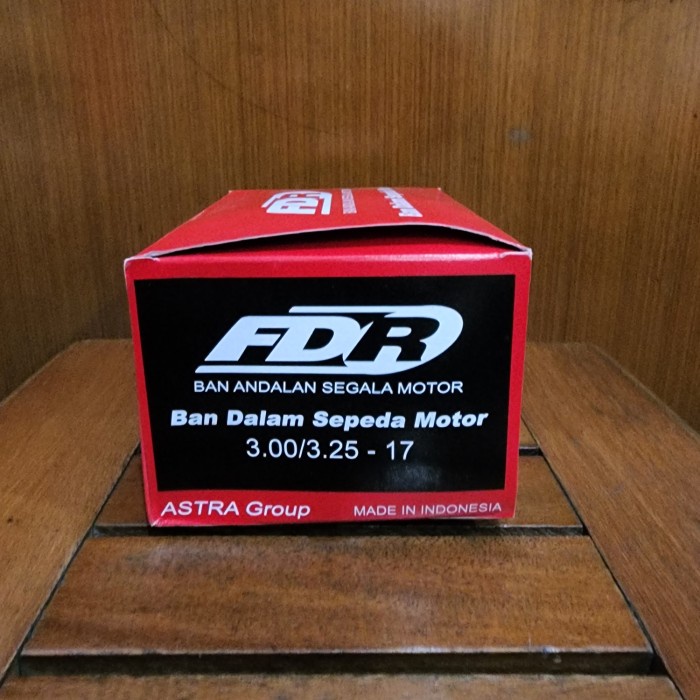 FDR
FDR
BAN ANDALAN SEGALA MOTOR
Ban Dalam Sepeda Motor
3.00/3.25 - 17
ASTRA Group
MADE IN INDONESIA